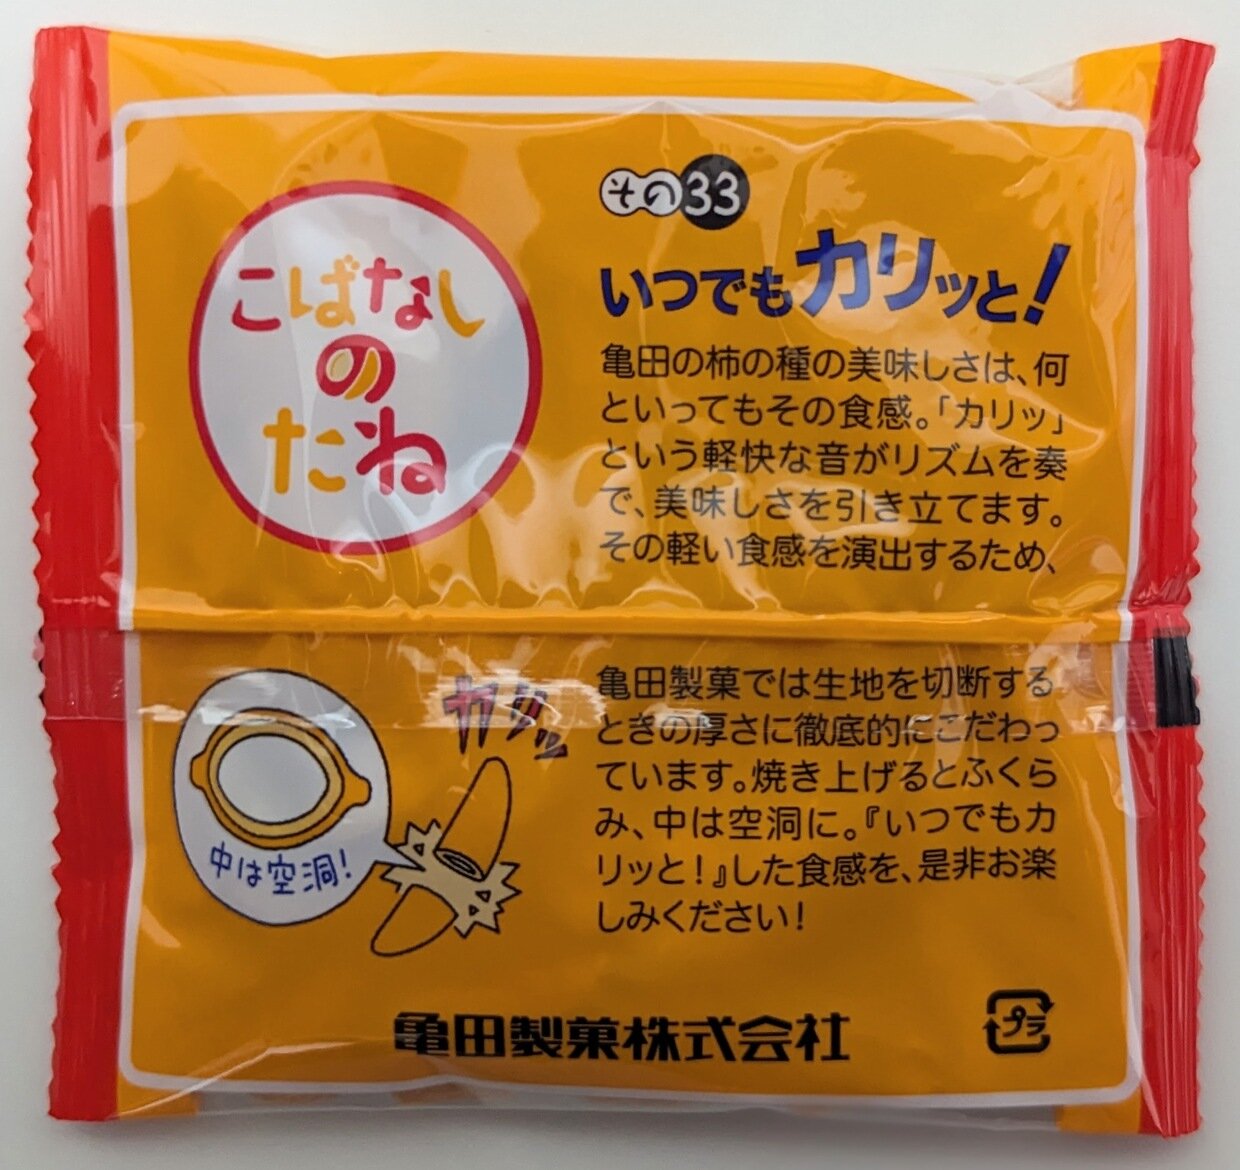 こばなし
の
たね
その33
いつでもカリッと!
亀田の柿の種の美味しさは、何
といってもその食感。「カリッ」
という軽快な音がリズムを奏
で、美味しさを引き立てます。
その軽い食感を演出するため、
亀田製菓では生地を切断する
ときの厚さに徹底的にこだわっ
ています。焼き上げるとふくら
み、中は空洞に。『いつでもカ
リッと!』した食感を、是非お楽
しみください!
カリッ
中は空洞!
亀田製菓株式会社
プラ